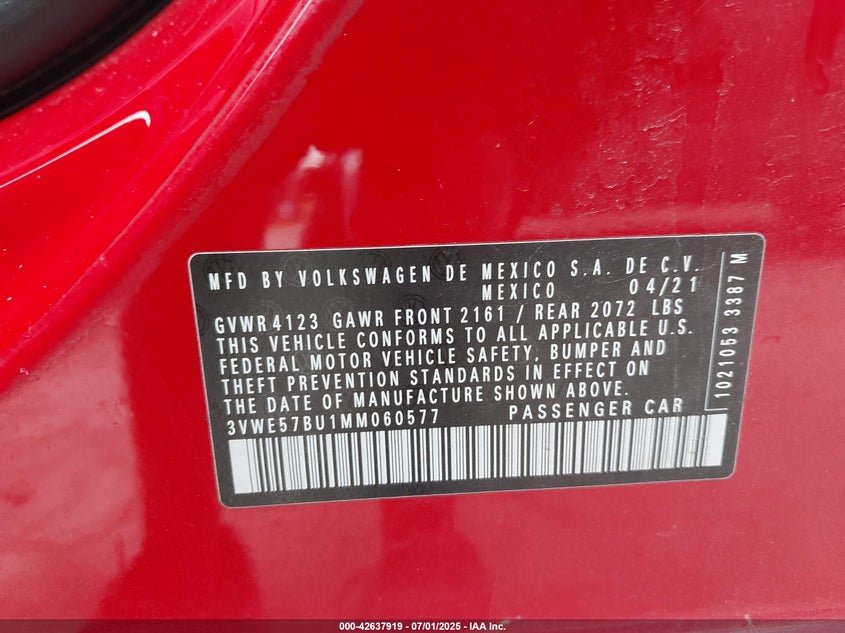 MFD BY VOLKSWAGEN DE MEXICO S.A. DE C.V.
MEXICO 04/21
GVWR 4123 GAWR FRONT 2161 / REAR 2072 LBS
THIS VEHICLE CONFORMS TO ALL APPLICABLE U.S.
FEDERAL MOTOR VEHICLE SAFETY, BUMPER AND
THEFT PREVENTION STANDARDS IN EFFECT ON
THE DATE OF MANUFACTURE SHOWN ABOVE.
3VWE57BU1MM060577 PASSENGER CAR
1021053 3387 M
000-42637919 - 07/01/2025 - IAA Inc.